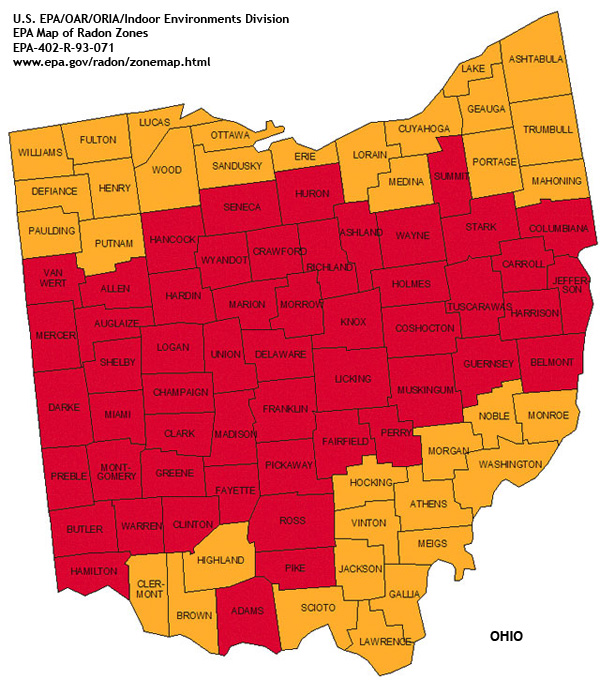 U.S. EPA/OAR/ORIA/Indoor Environments Division
EPA Map of Radon Zones
EPA-402-R-93-071
www.epa.gov/radon/zonemap.html
ASHTABULA
LAKE
GEAUGA
LUCAS
CUYAHOGA
TRUMBULL
FULTON
OTTAWA
WILLIAMS
ERIE
LORAIN
PORTAGE
WOOD
SANDUSKY
SUMMIT
MEDINA
MAHONING
DEFIANCE
HENRY
HURON
SENECA
PAULDING
STARK
COLUMBIANA
PUTNAM
HANCOCK
ASHLAND
WAYNE
WYANDOT
CRAWFORD
RICHLAND
CARROLL
VAN
WERT
ALLEN
HOLMES
JEFFER-
SON
HARDIN
MARION
MORROW
TUSCARAWAS
HARRISON
AUGLAIZE
KNOX
COSHOCTON
MERCER
LOGAN
UNION
DELAWARE
SHELBY
GUERNSEY
BELMONT
LICKING
CHAMPAIGN
MUSKINGUM
DARKE
MIAMI
FRANKLIN
NOBLE
MONROE
CLARK
MADISON
PERRY
FAIRFIELD
MORGAN
PREBLE
MONT-
GOMERY
GREENE
PICKAWAY
WASHINGTON
HOCKING
FAYETTE
ATHENS
BUTLER
WARREN
CLINTON
ROSS
VINTON
MEIGS
HIGHLAND
HAMILTON
PIKE
JACKSON
CLER-
MONT
GALLIA
BROWN
ADAMS
SCIOTO
LAWRENCE
OHIO